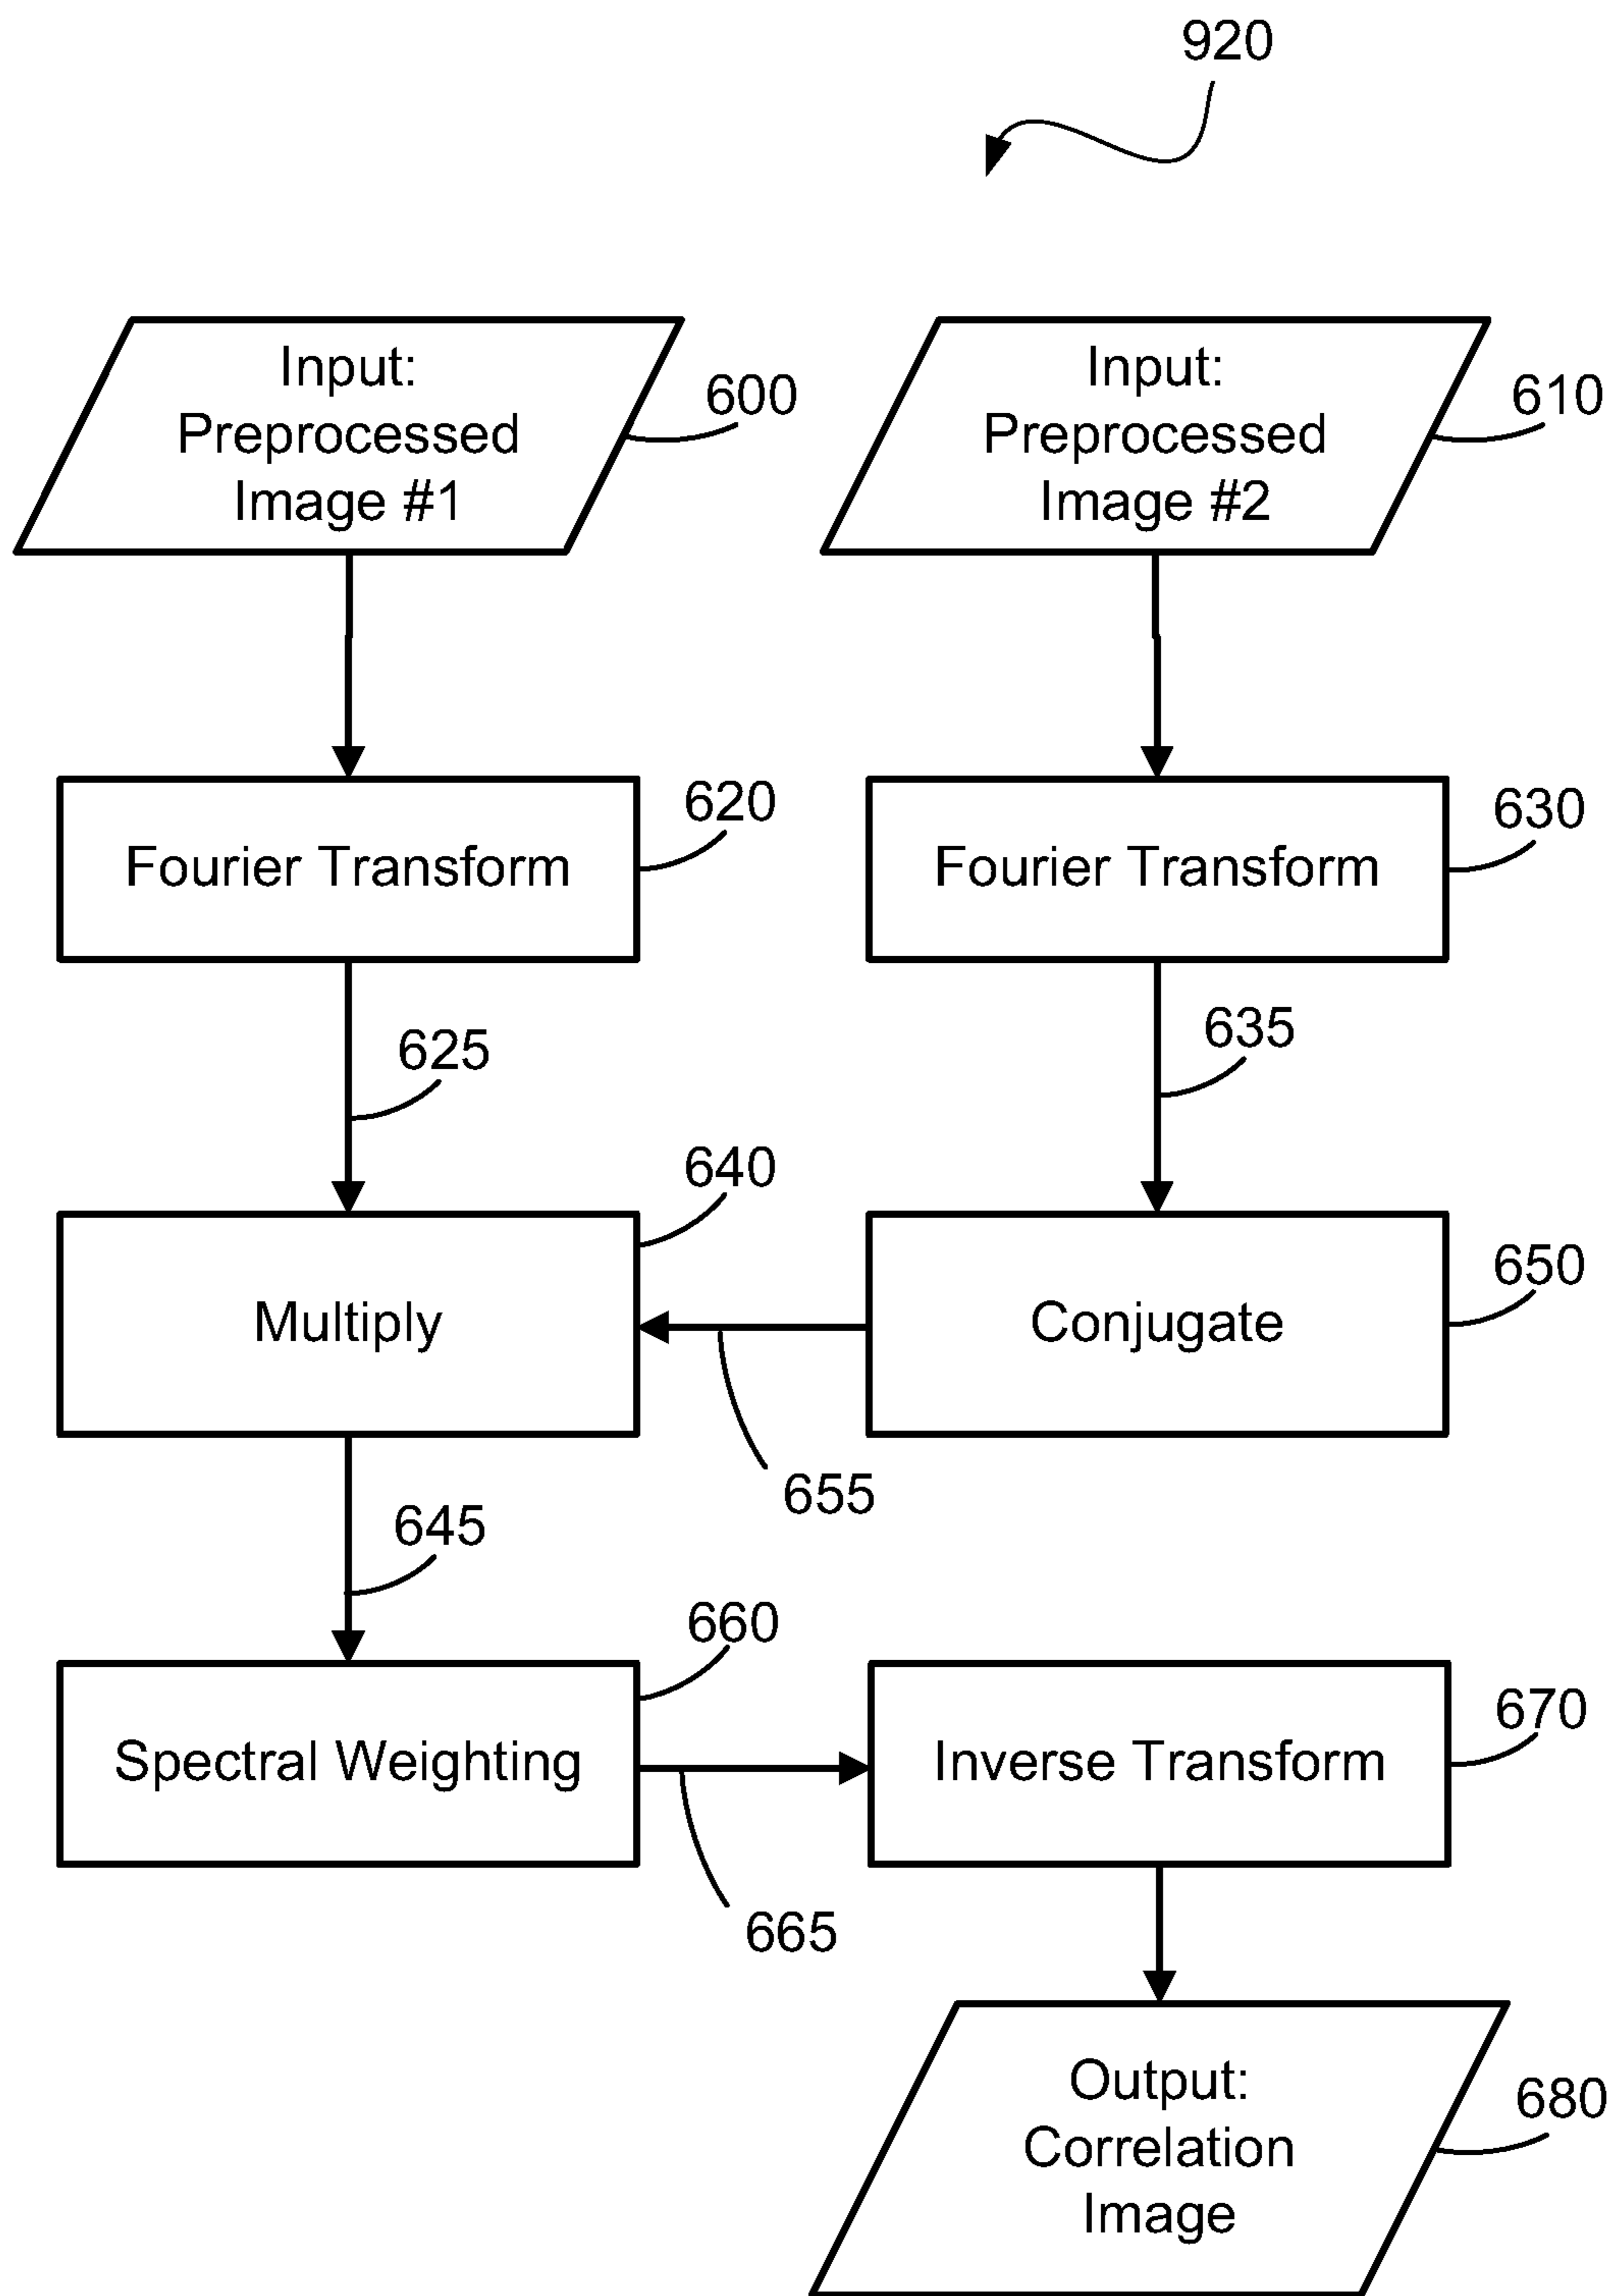 920
Input:
Preprocessed
Image #1
600
Input:
Preprocessed
Image #2
610
Fourier Transform
620
Fourier Transform
630
625
635
Multiply
640
Conjugate
650
655
645
Spectral Weighting
660
Inverse Transform
670
665
Output:
Correlation
Image
680